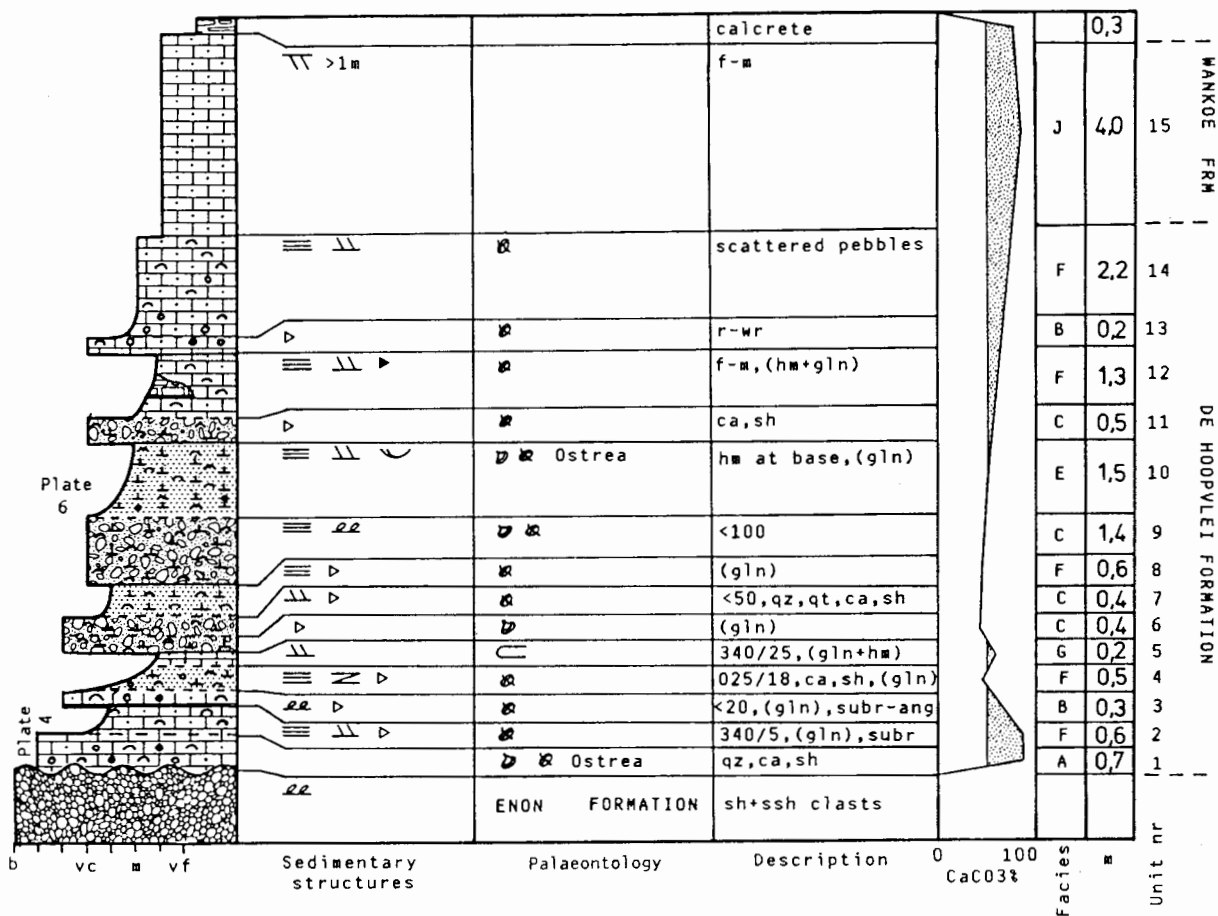 calcrete 0,3
>1m f-m J 4,0 15 WANKOE FRM
scattered pebbles F 2,2 14
r-wr B 0,2 13
f-m,(hm+gln) F 1,3 12
ca,sh C 0,5 11
Ostrea hm at base,(gln) E 1,5 10
Plate
6
<100 C 1,4 9
(gln) F 0,6 8
<50,qz,qt,ca,sh C 0,4 7
(gln) C 0,4 6
340/25,(gln+hm) G 0,2 5
025/18,ca,sh,(gln) F 0,5 4
<20,(gln),subr-ang B 0,3 3
340/5,(gln),subr F 0,6 2
Ostrea qz,ca,sh A 0,7 1
Plate
4
DE HOOPVLEI FORMATION
ENON FORMATION sh+ssh clasts
b vc m vf
Sedimentary
structures
Palaeontology
Description
0 100
CaCO3%
Facies
m
Unit nr